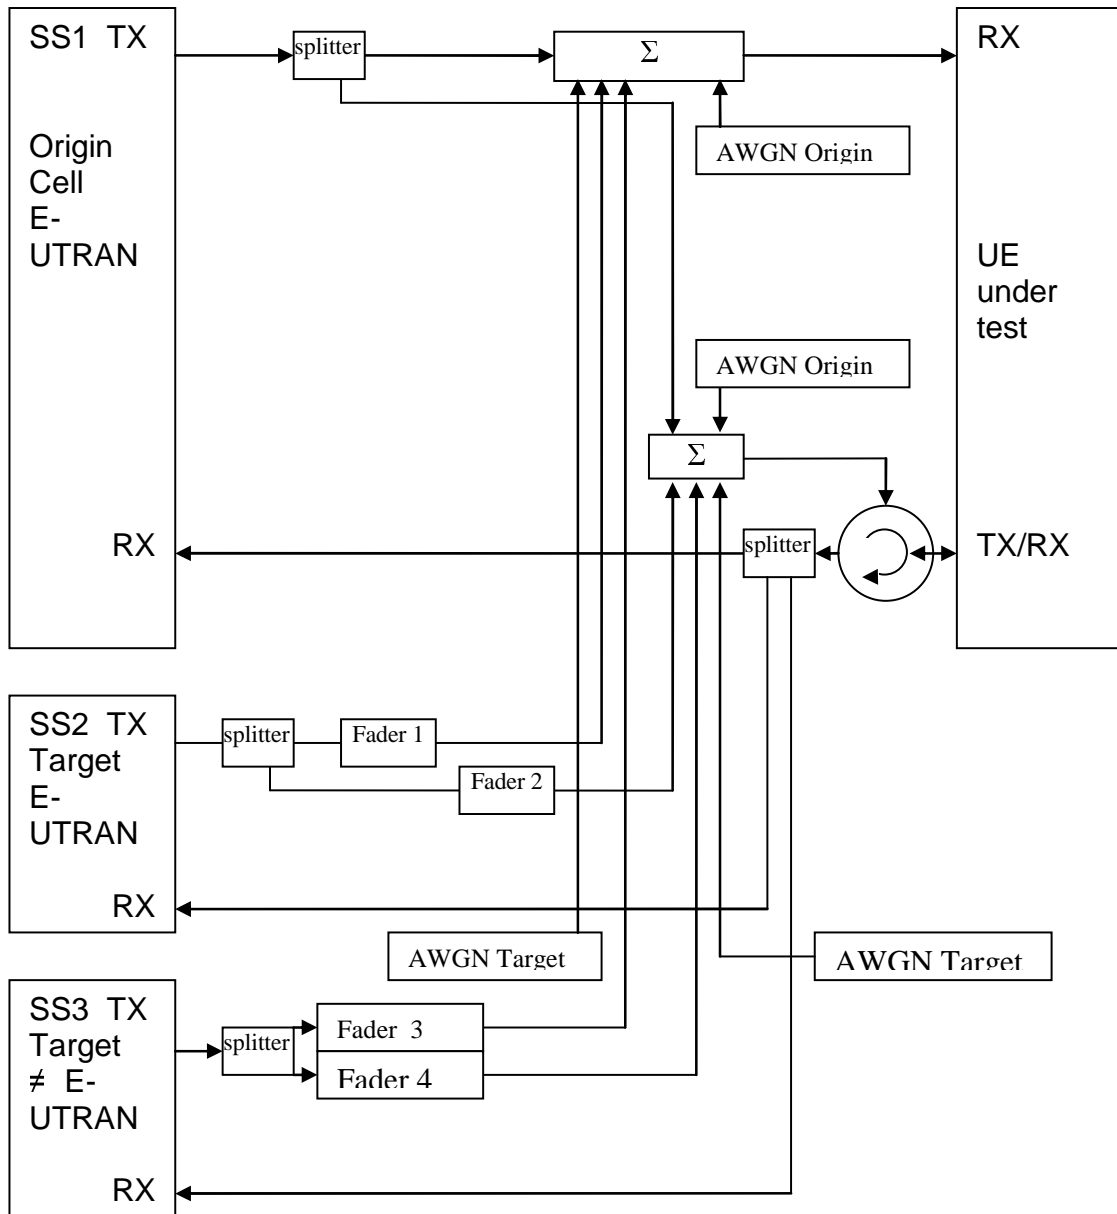 SS1 TX
Origin
Cell
E-
UTRAN
RX
splitter
Σ
RX
AWGN Origin
UE
under
test
AWGN Origin
Σ
splitter
TX/RX
SS2 TX
Target
E-
UTRAN
RX
splitter
Fader 1
Fader 2
AWGN Target
AWGN Target
SS3 TX
Target
≠ E-
UTRAN
RX
splitter
Fader 3
Fader 4